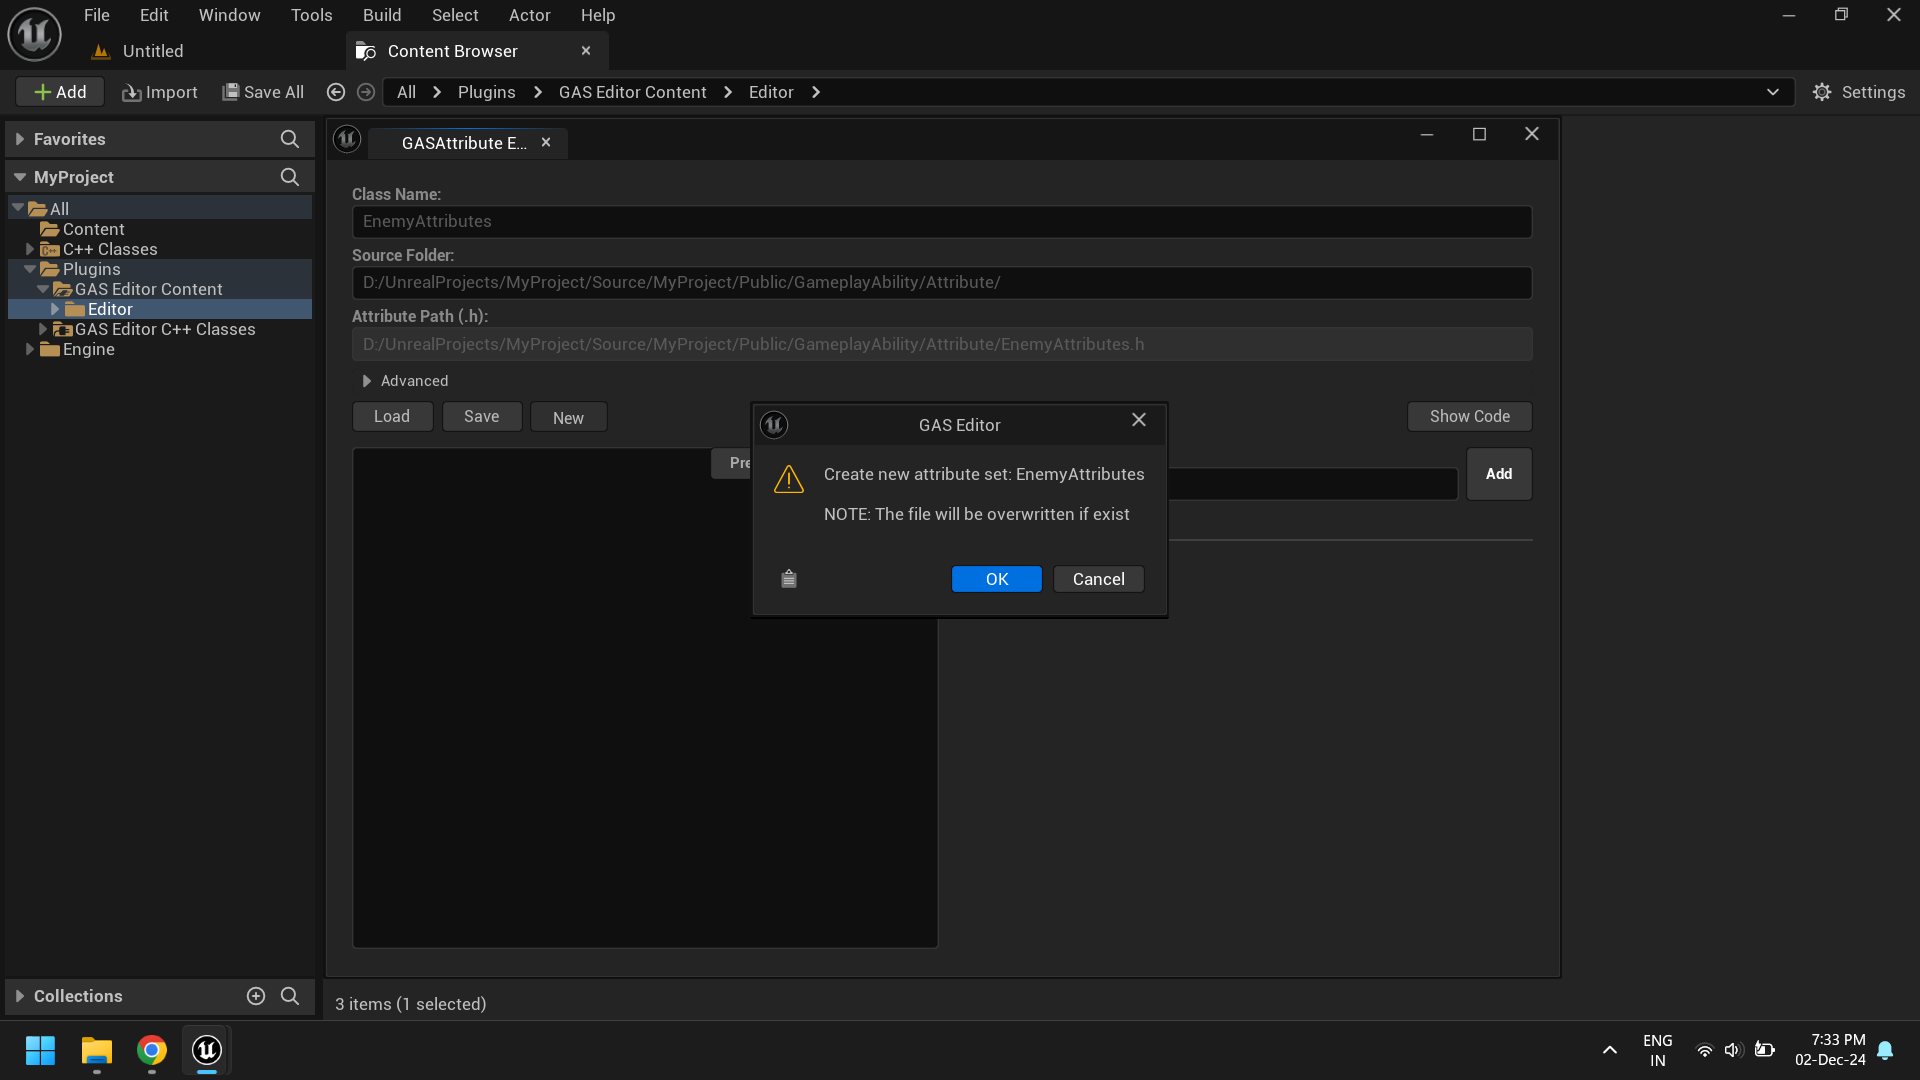 File Edit Window Tools Build Select Actor Help
Untitled
Content Browser
Add Import Save All All Plugins GAS Editor Content Editor Settings
Favorites
MyProject
All
Content
C++ Classes
Plugins
GAS Editor Content
Editor
GAS Editor C++ Classes
Engine
Collections
GASAttribute E...
Class Name:
EnemyAttributes
Source Folder:
D:/UnrealProjects/MyProject/Source/MyProject/Public/GameplayAbility/Attribute/
Attribute Path (.h):
D:/UnrealProjects/MyProject/Source/MyProject/Public/GameplayAbility/Attribute/EnemyAttributes.h
Advanced
Load Save New Show Code
Pre
Add
GAS Editor
Create new attribute set: EnemyAttributes
NOTE: The file will be overwritten if exist
OK Cancel
3 items (1 selected)
ENG
IN
7:33 PM
02-Dec-24